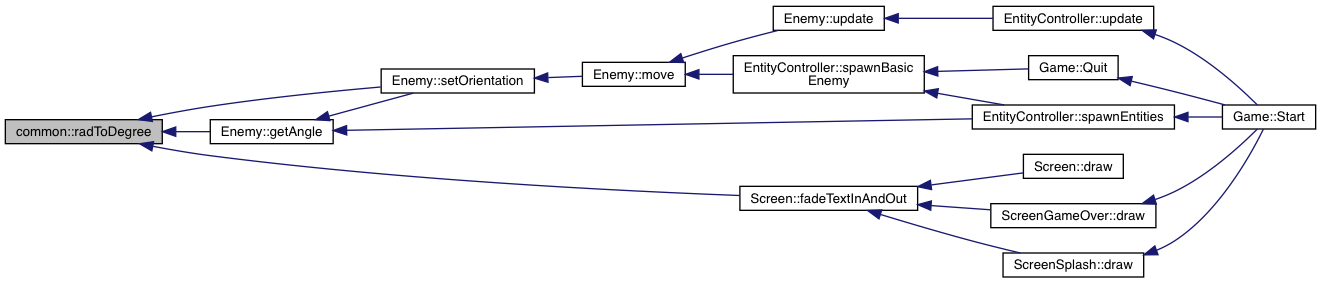 common::radToDegree
Enemy::setOrientation
Enemy::getAngle
Enemy::move
Enemy::update
EntityController::spawnBasic
Enemy
Screen::fadeTextInAndOut
EntityController::update
Game::Quit
EntityController::spawnEntities
Screen::draw
ScreenGameOver::draw
ScreenSplash::draw
Game::Start